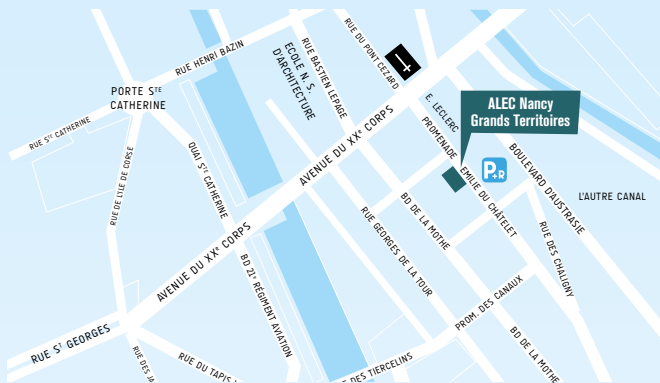 RUE HENRI BAZIN
ECOLE N. S.
D'ARCHITECTURE
RUE BASTIEN LEPAGE
RUE DU PONT CEZARD
PORTE STE
CATHERINE
RUE STE CATHERINE
E. LECLERC
ALEC Nancy
Grands Territoires
RUE DE L'ILE DE CORSE
QUAI STE CATHERINE
AVENUE DU XXe CORPS
PROMENADE EMILIE DU CHÂTELET
P+R
BOULEVARD D'AUSTRASIE
L'AUTRE CANAL
BD DE LA MOTHE
RUE GEORGES DE LA TOUR
RUE DES CHALIGNY
AVENUE DU XXe CORPS
BD 21e RÉGIMENT AVIATION
PROM. DES CANAUX
RUE ST GEORGES
BD DE LA MOTHE
RUE DES JA
RUE DU TAPIS
DES TIERCELINS